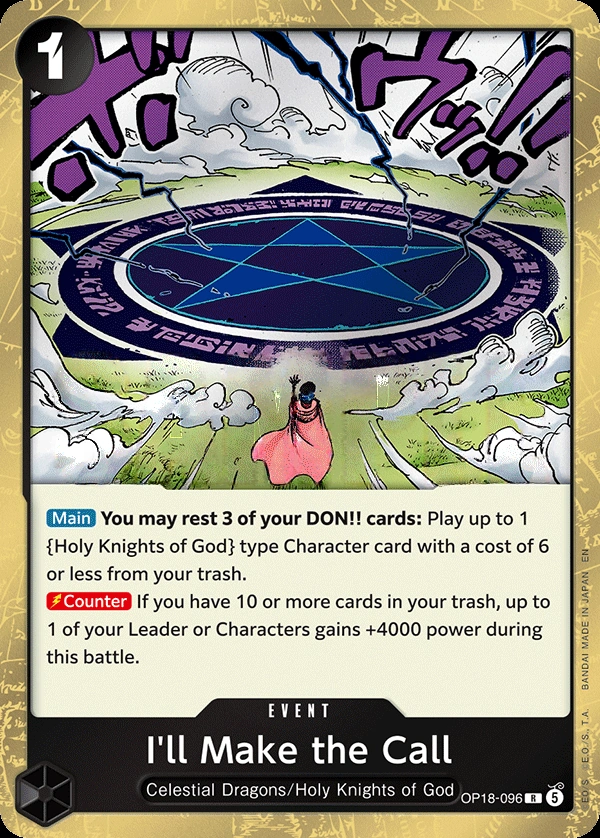 1
ゴ
ウッ!!
Main You may rest 3 of your DON!! cards: Play up to 1
{Holy Knights of God} type Character card with a cost of 6
or less from your trash.
⚡Counter If you have 10 or more cards in your trash, up to
1 of your Leader or Characters gains +4000 power during
this battle.
EVENT
I'll Make the Call
Celestial Dragons/Holy Knights of God
OP18-096 R 5
BANDAI MADE IN JAPAN EN